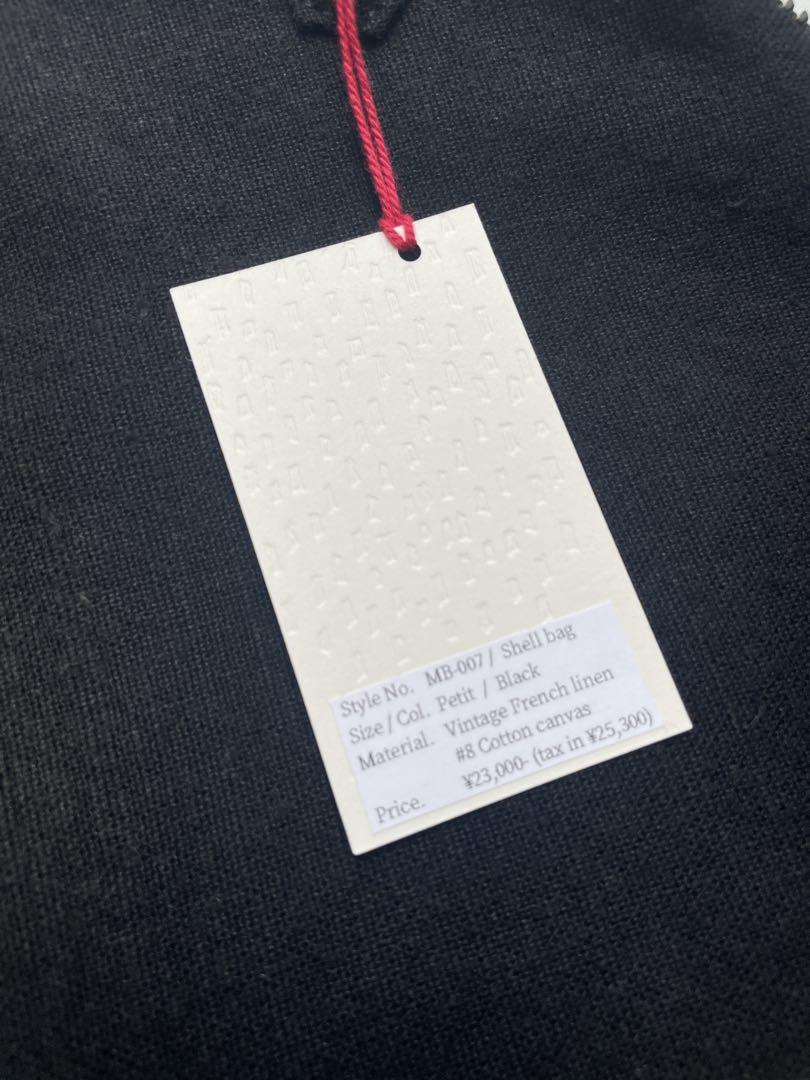 Style No. MB-007 / Shell bag
Size / Col. Petit / Black
Material. Vintage French linen
#8 Cotton canvas
Price. ¥23,000- (tax in ¥25,300)